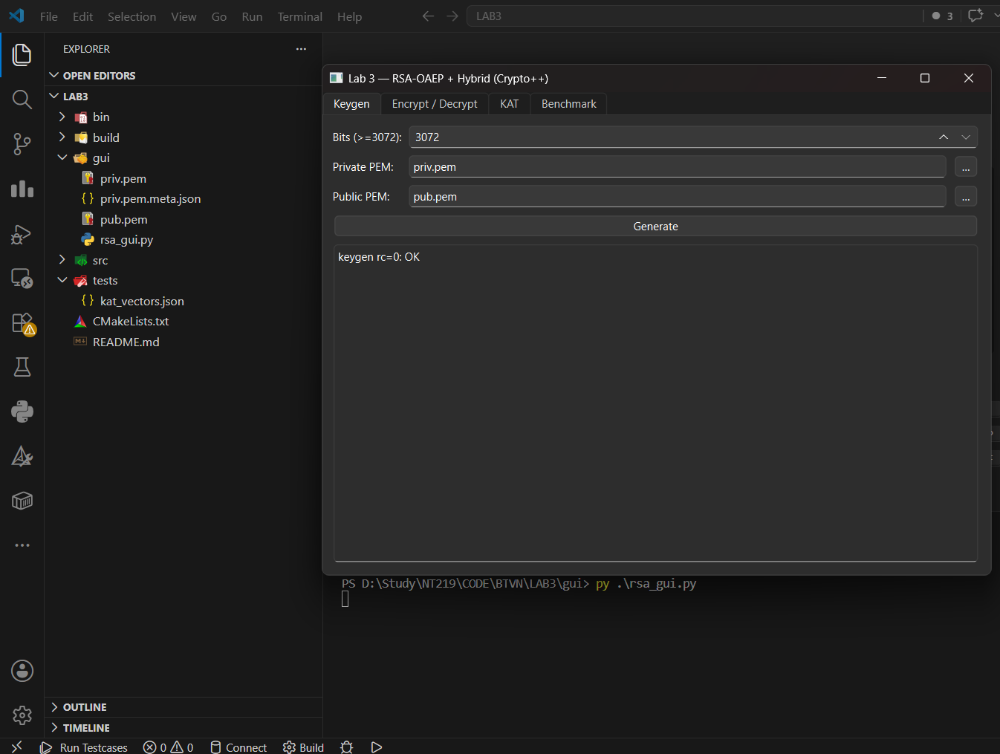 File Edit Selection View Go Run Terminal Help LAB3 3
EXPLORER
OPEN EDITORS
LAB3
bin
build
gui
priv.pem
{} priv.pem.meta.json
pub.pem
rsa_gui.py
src
tests
{} kat_vectors.json
CMakeLists.txt
README.md
OUTLINE
TIMELINE
Lab 3 — RSA-OAEP + Hybrid (Crypto++)
Keygen Encrypt / Decrypt KAT Benchmark
Bits (>=3072): 3072
Private PEM: priv.pem ...
Public PEM: pub.pem ...
Generate
keygen rc=0: OK
PS D:\Study\NT219\CODE\BTVN\LAB3\gui> py .\rsa_gui.py
Run Testcases 0 0 Connect Build